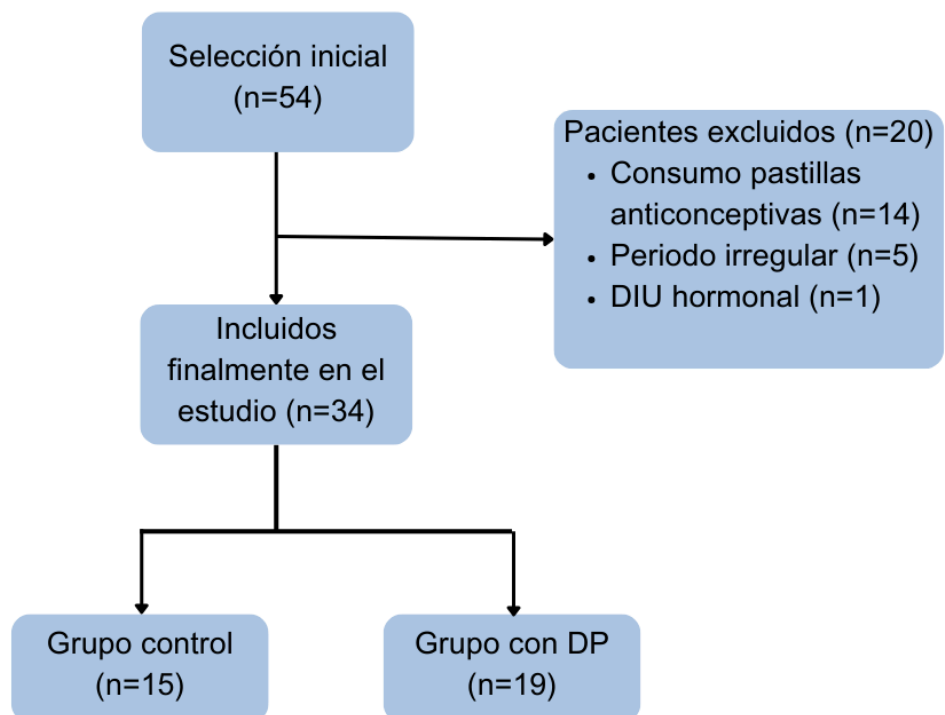 Selección inicial
(n=54)
Pacientes excluidos (n=20)
• Consumo pastillas
anticonceptivas (n=14)
• Periodo irregular (n=5)
• DIU hormonal (n=1)
Incluidos
finalmente en el
estudio (n=34)
Grupo control
(n=15)
Grupo con DP
(n=19)